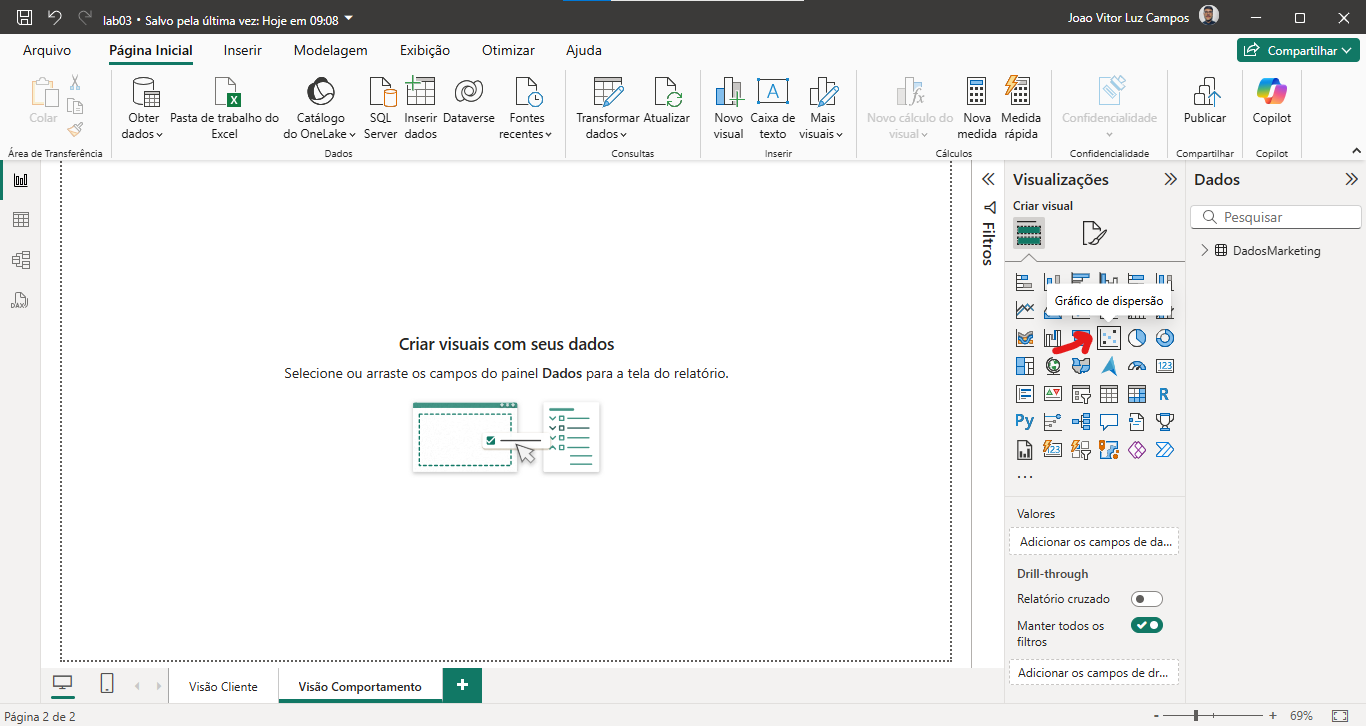 lab03 • Salvo pela última vez: Hoje em 09:08
Joao Vitor Luz Campos
Arquivo
Página Inicial
Inserir
Modelagem
Exibição
Otimizar
Ajuda
Compartilhar
Colar
Obter
dados
Pasta de trabalho do
Excel
Catálogo
do OneLake
SQL
Server
Inserir
dados
Dataverse
Fontes
recentes
Transformar
dados
Atualizar
Novo
visual
Caixa de
texto
Mais
visuais
Novo cálculo do
visual
Nova
medida
Medida
rápida
Confidencialidade
Publicar
Copilot
Área de Transferência
Dados
Consultas
Inserir
Cálculos
Confidencialidade
Compartilhar
Copilot
Filtros
Visualizações
Criar visual
Gráfico de dispersão
123
R
Py
123
Dados
Pesquisar
DadosMarketing
DAX
Criar visuais com seus dados
Selecione ou arraste os campos do painel Dados para a tela do relatório.
...
Valores
Adicionar os campos de da...
Drill-through
Relatório cruzado
Manter todos os
filtros
Adicionar os campos de dr...
Visão Cliente
Visão Comportamento
+
Página 2 de 2
- + 69%